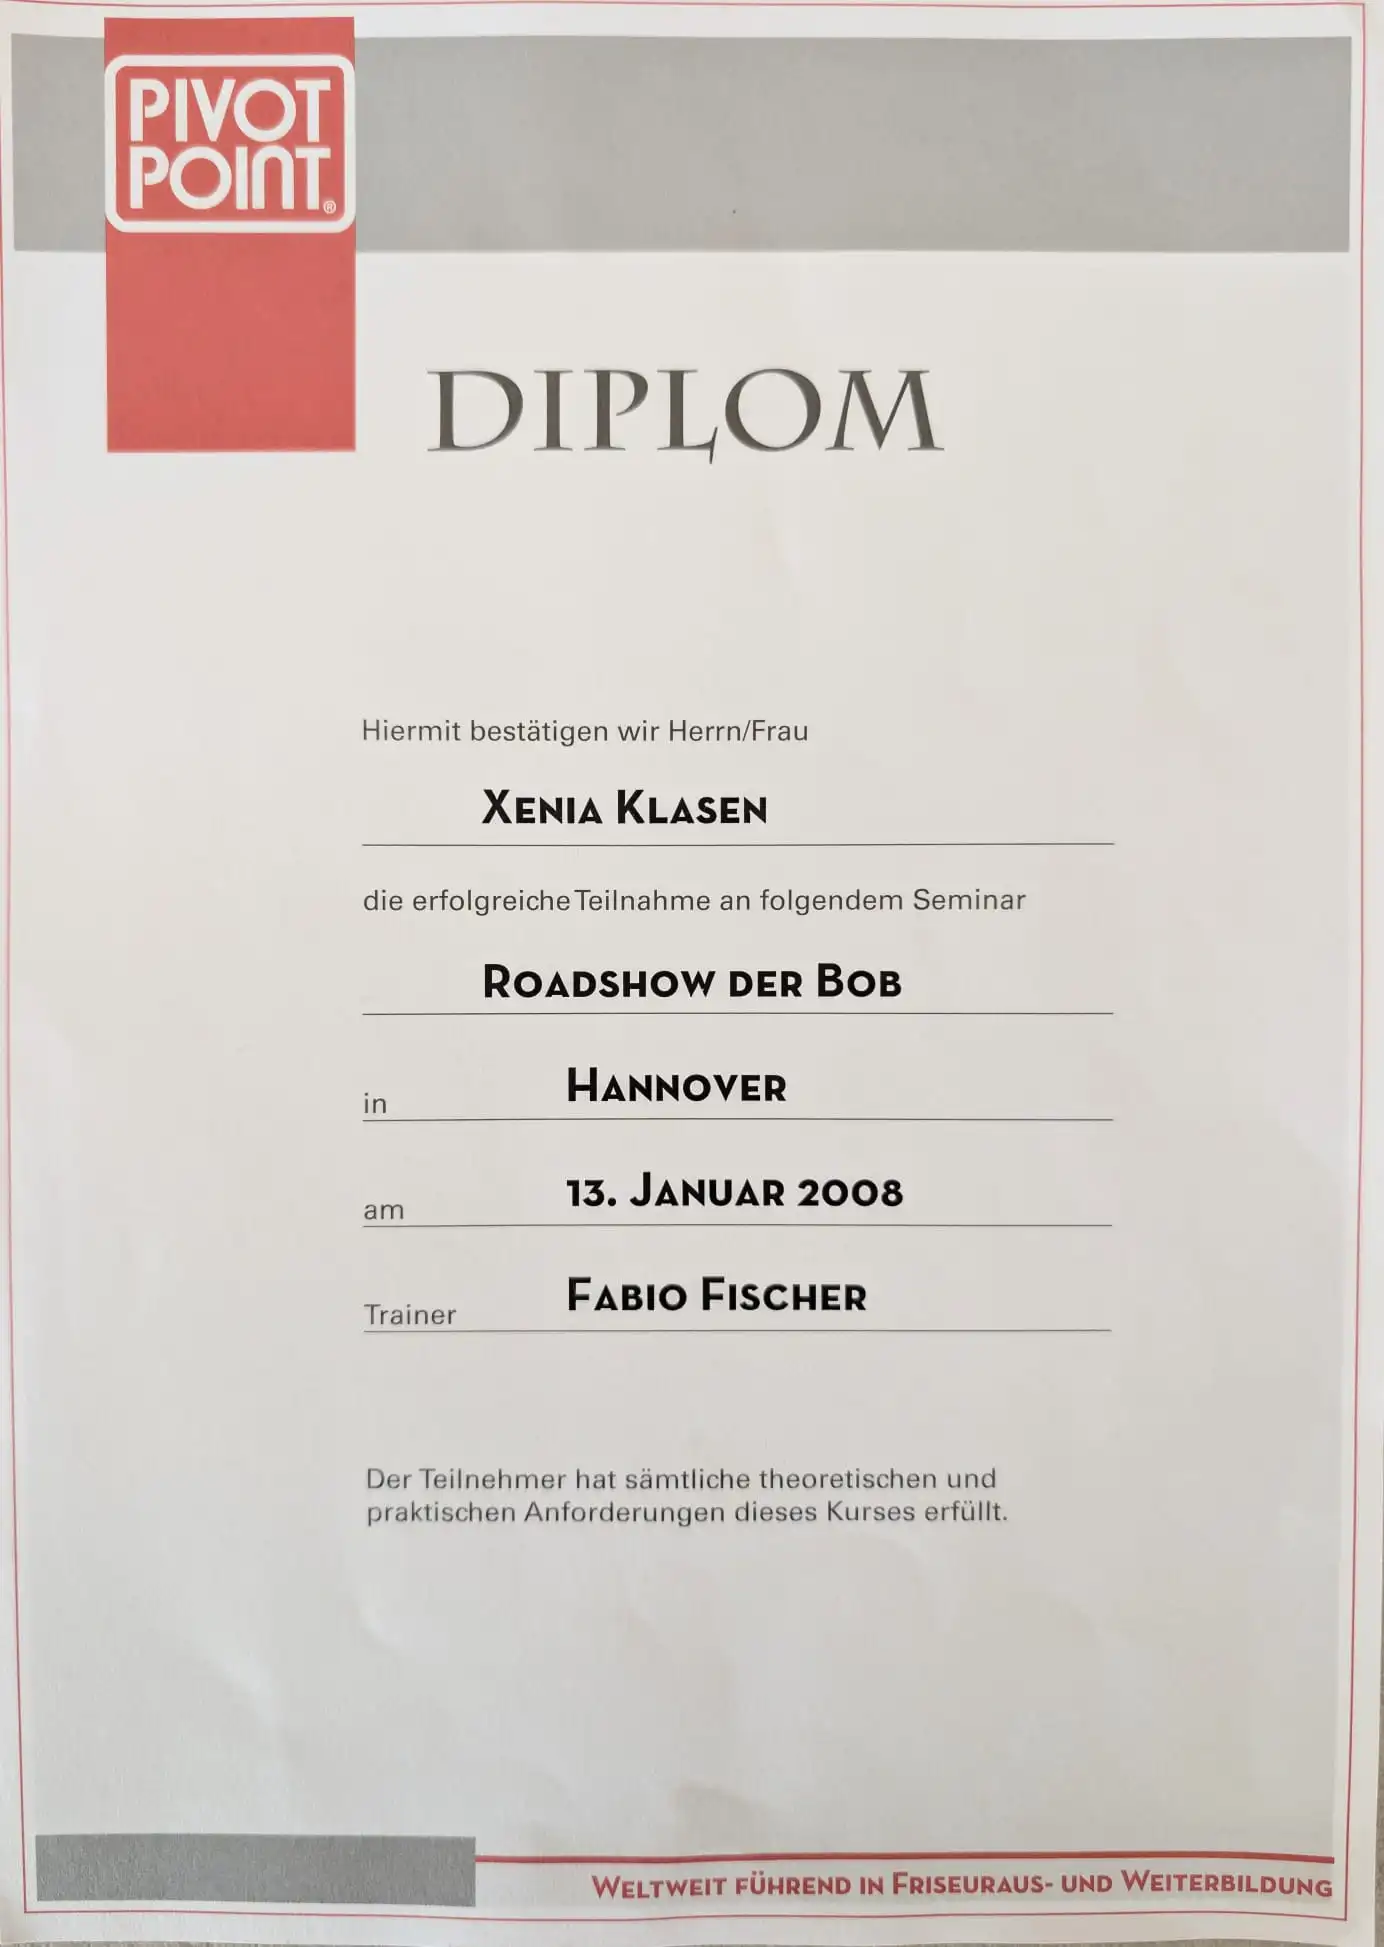 PIVOT
POINT®
DIPLOM
Hiermit bestätigen wir Herrn/Frau
XENIA KLASEN
die erfolgreiche Teilnahme an folgendem Seminar
ROADSHOW DER BOB
in HANNOVER
am 13. JANUAR 2008
Trainer FABIO FISCHER
Der Teilnehmer hat sämtliche theoretischen und
praktischen Anforderungen dieses Kurses erfüllt.
WELTWEIT FÜHREND IN FRISEURAUS- UND WEITERBILDUNG